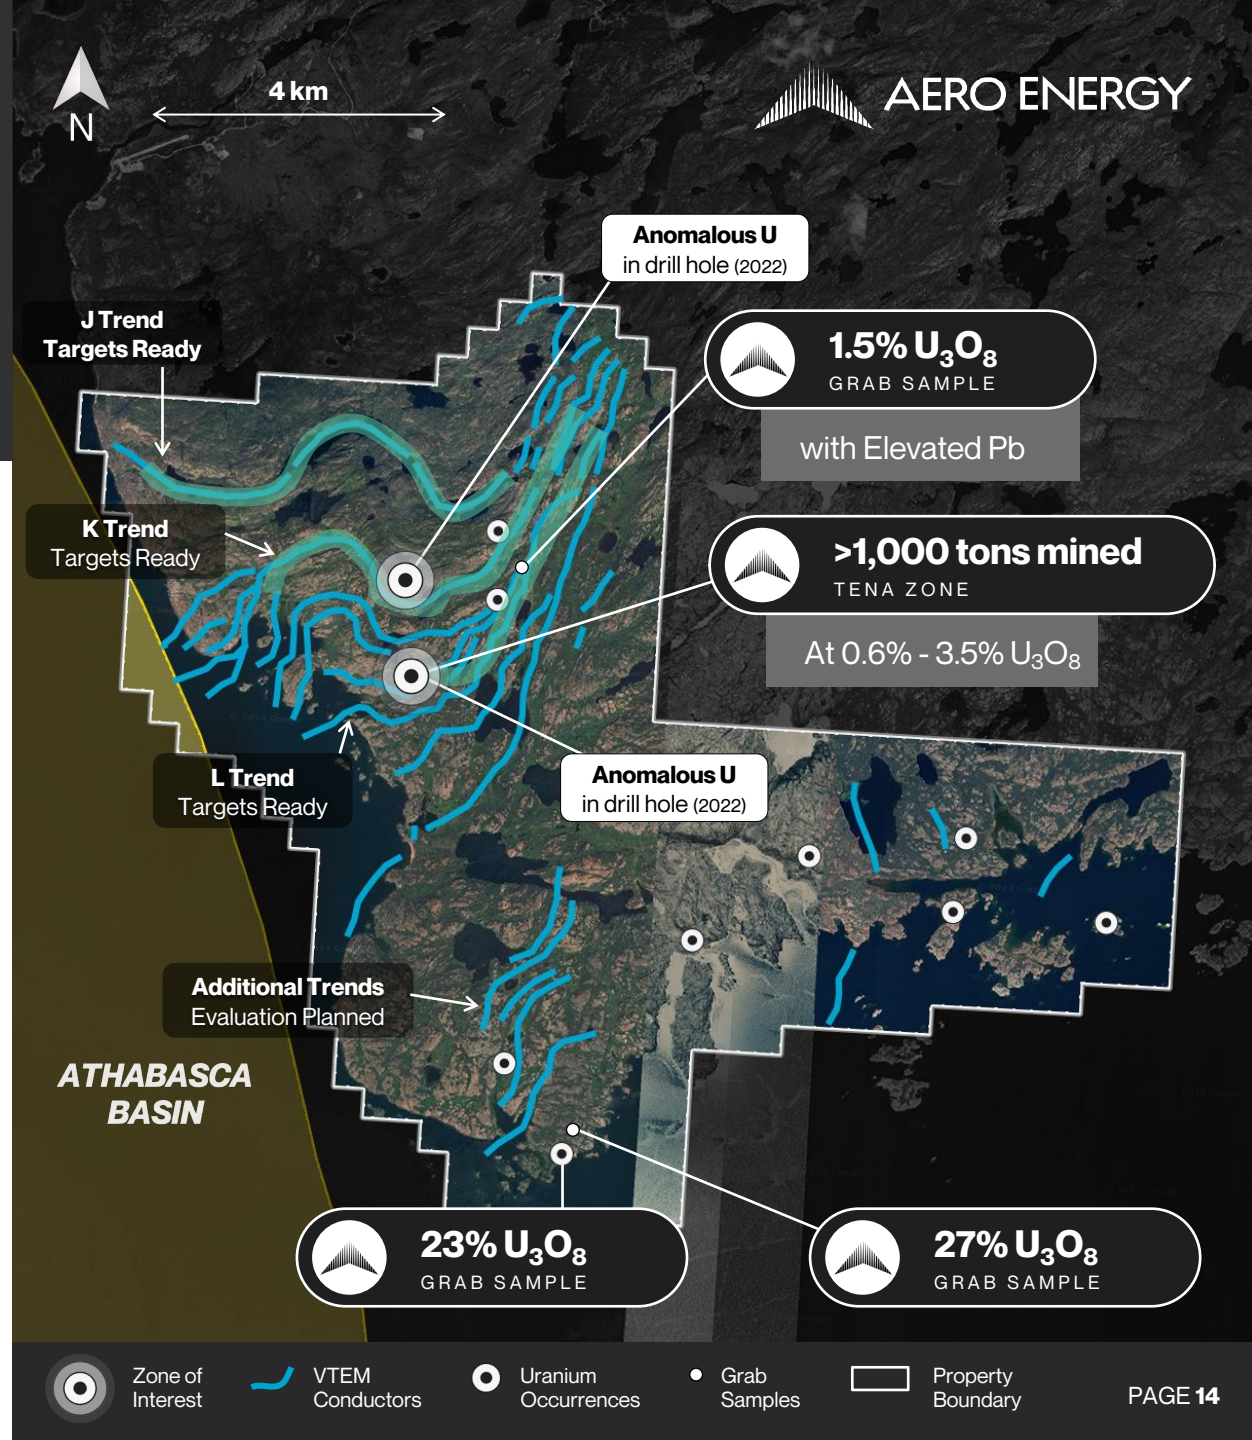 4 km
N
AERO ENERGY
Anomalous U
in drill hole (2022)
J Trend
Targets Ready
1.5% U₃O₈
GRAB SAMPLE
with Elevated Pb
K Trend
Targets Ready
>1,000 tons mined
TENA ZONE
At 0.6% - 3.5% U₃O₈
L Trend
Targets Ready
Anomalous U
in drill hole (2022)
Additional Trends
Evaluation Planned
ATHABASCA
BASIN
23% U₃O₈
GRAB SAMPLE
27% U₃O₈
GRAB SAMPLE
Zone of
Interest
VTEM
Conductors
Uranium
Occurrences
Grab
Samples
Property
Boundary
PAGE 14